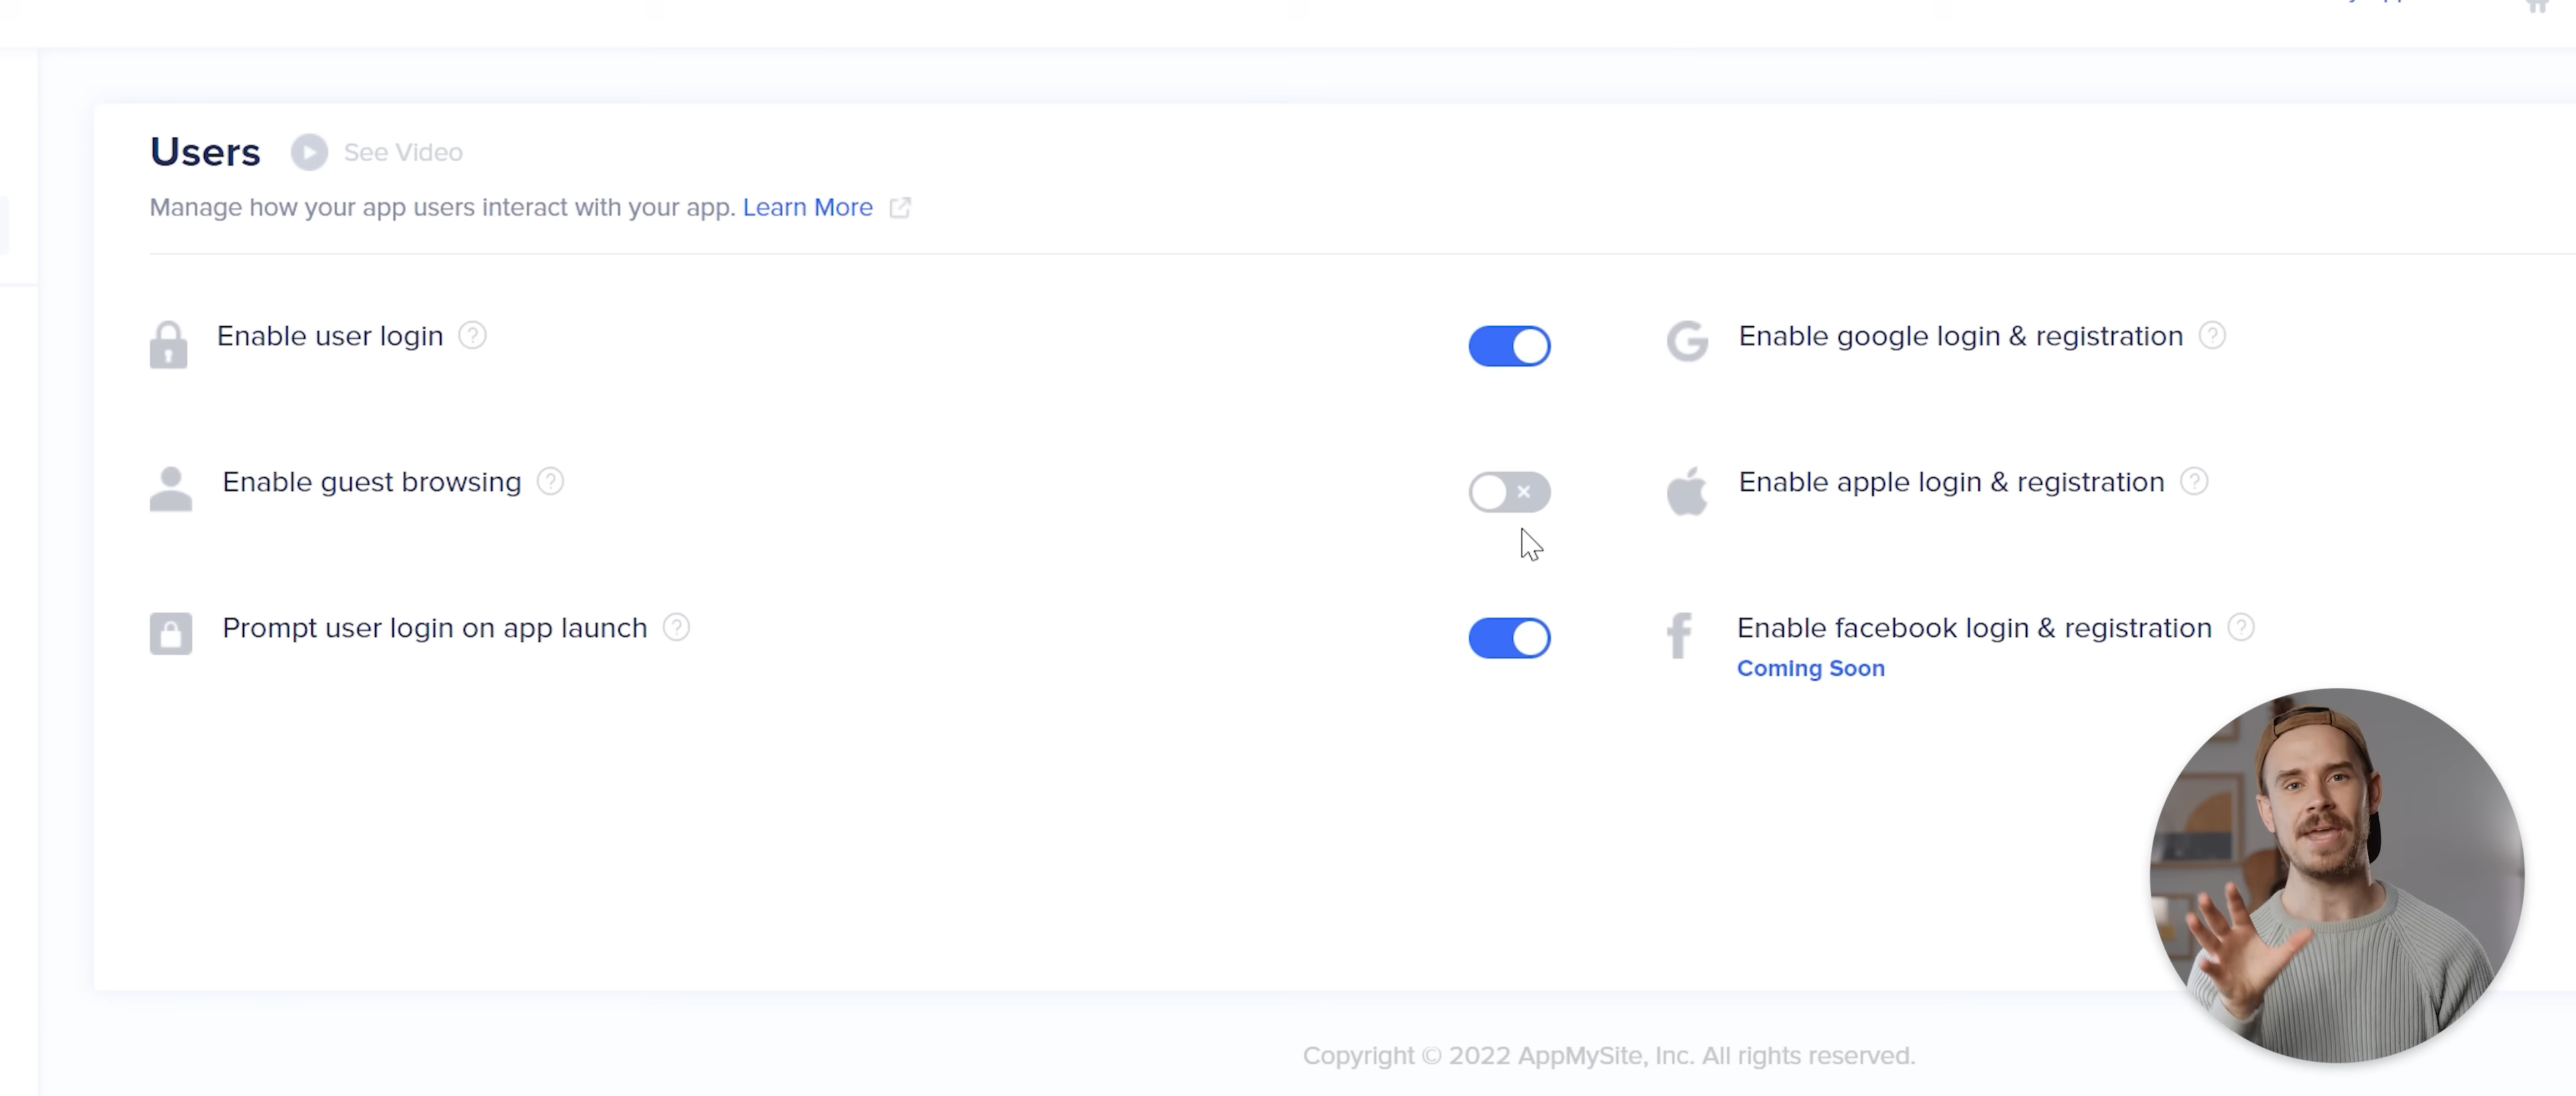 Users
See Video
Manage how your app users interact with your app. Learn More
Enable user login
Enable google login & registration
Enable guest browsing
Enable apple login & registration
Prompt user login on app launch
Enable facebook login & registration
Coming Soon
Copyright © 2022 AppMySite, Inc. All rights reserved.